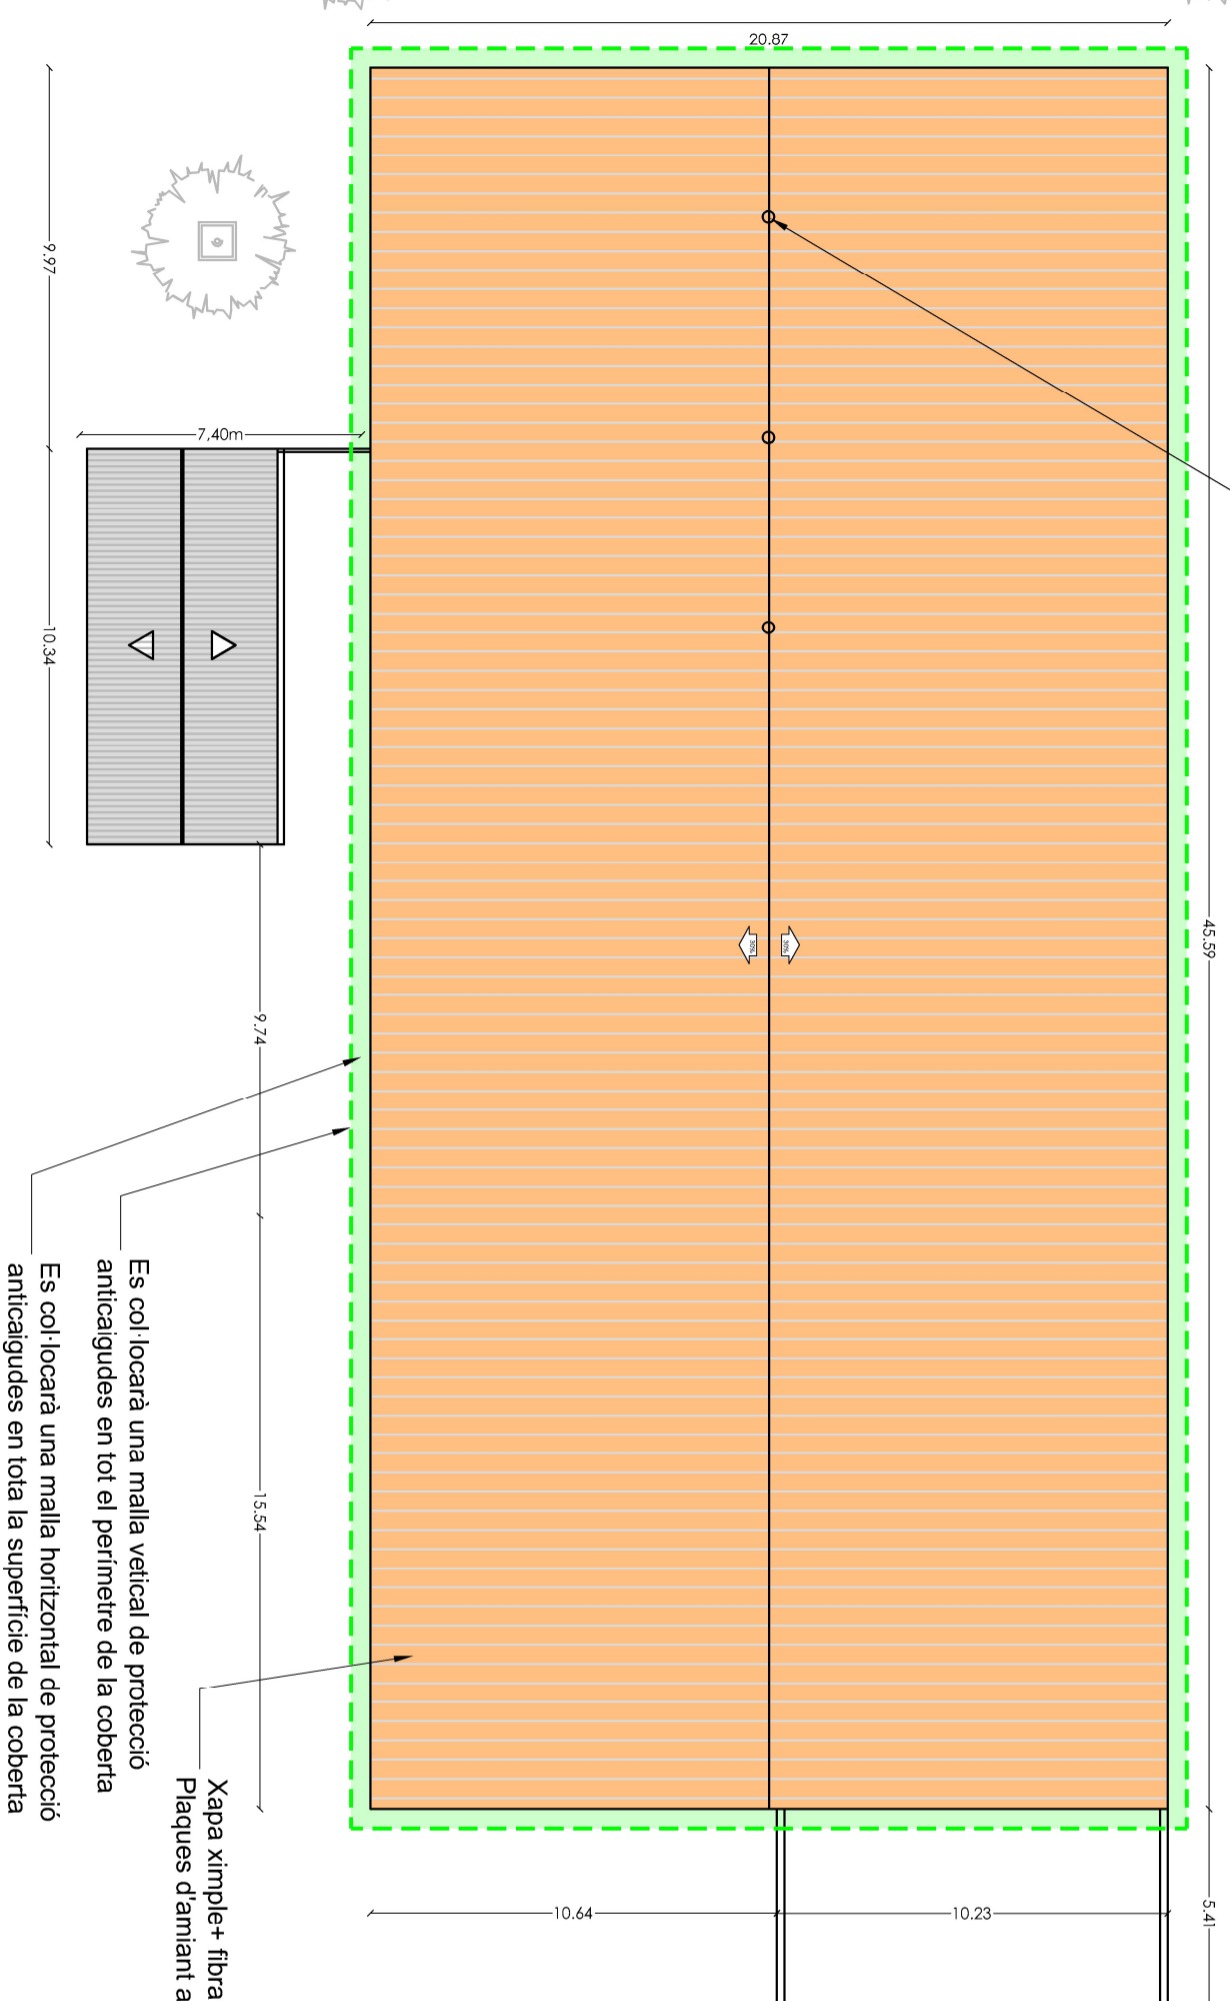 20.87
45.59
9.97
7,40m
10.34
30%
30%
9.74
15.54
Es col·locarà una malla vetical de protecció
anticaigudes en tot el perímetre de la coberta
Es col·locarà una malla horitzontal de protecció
anticaigudes en tota la superfície de la coberta
Xapa ximple+ fibra
Plaques d'amiant a
10.64
10.23
5.41